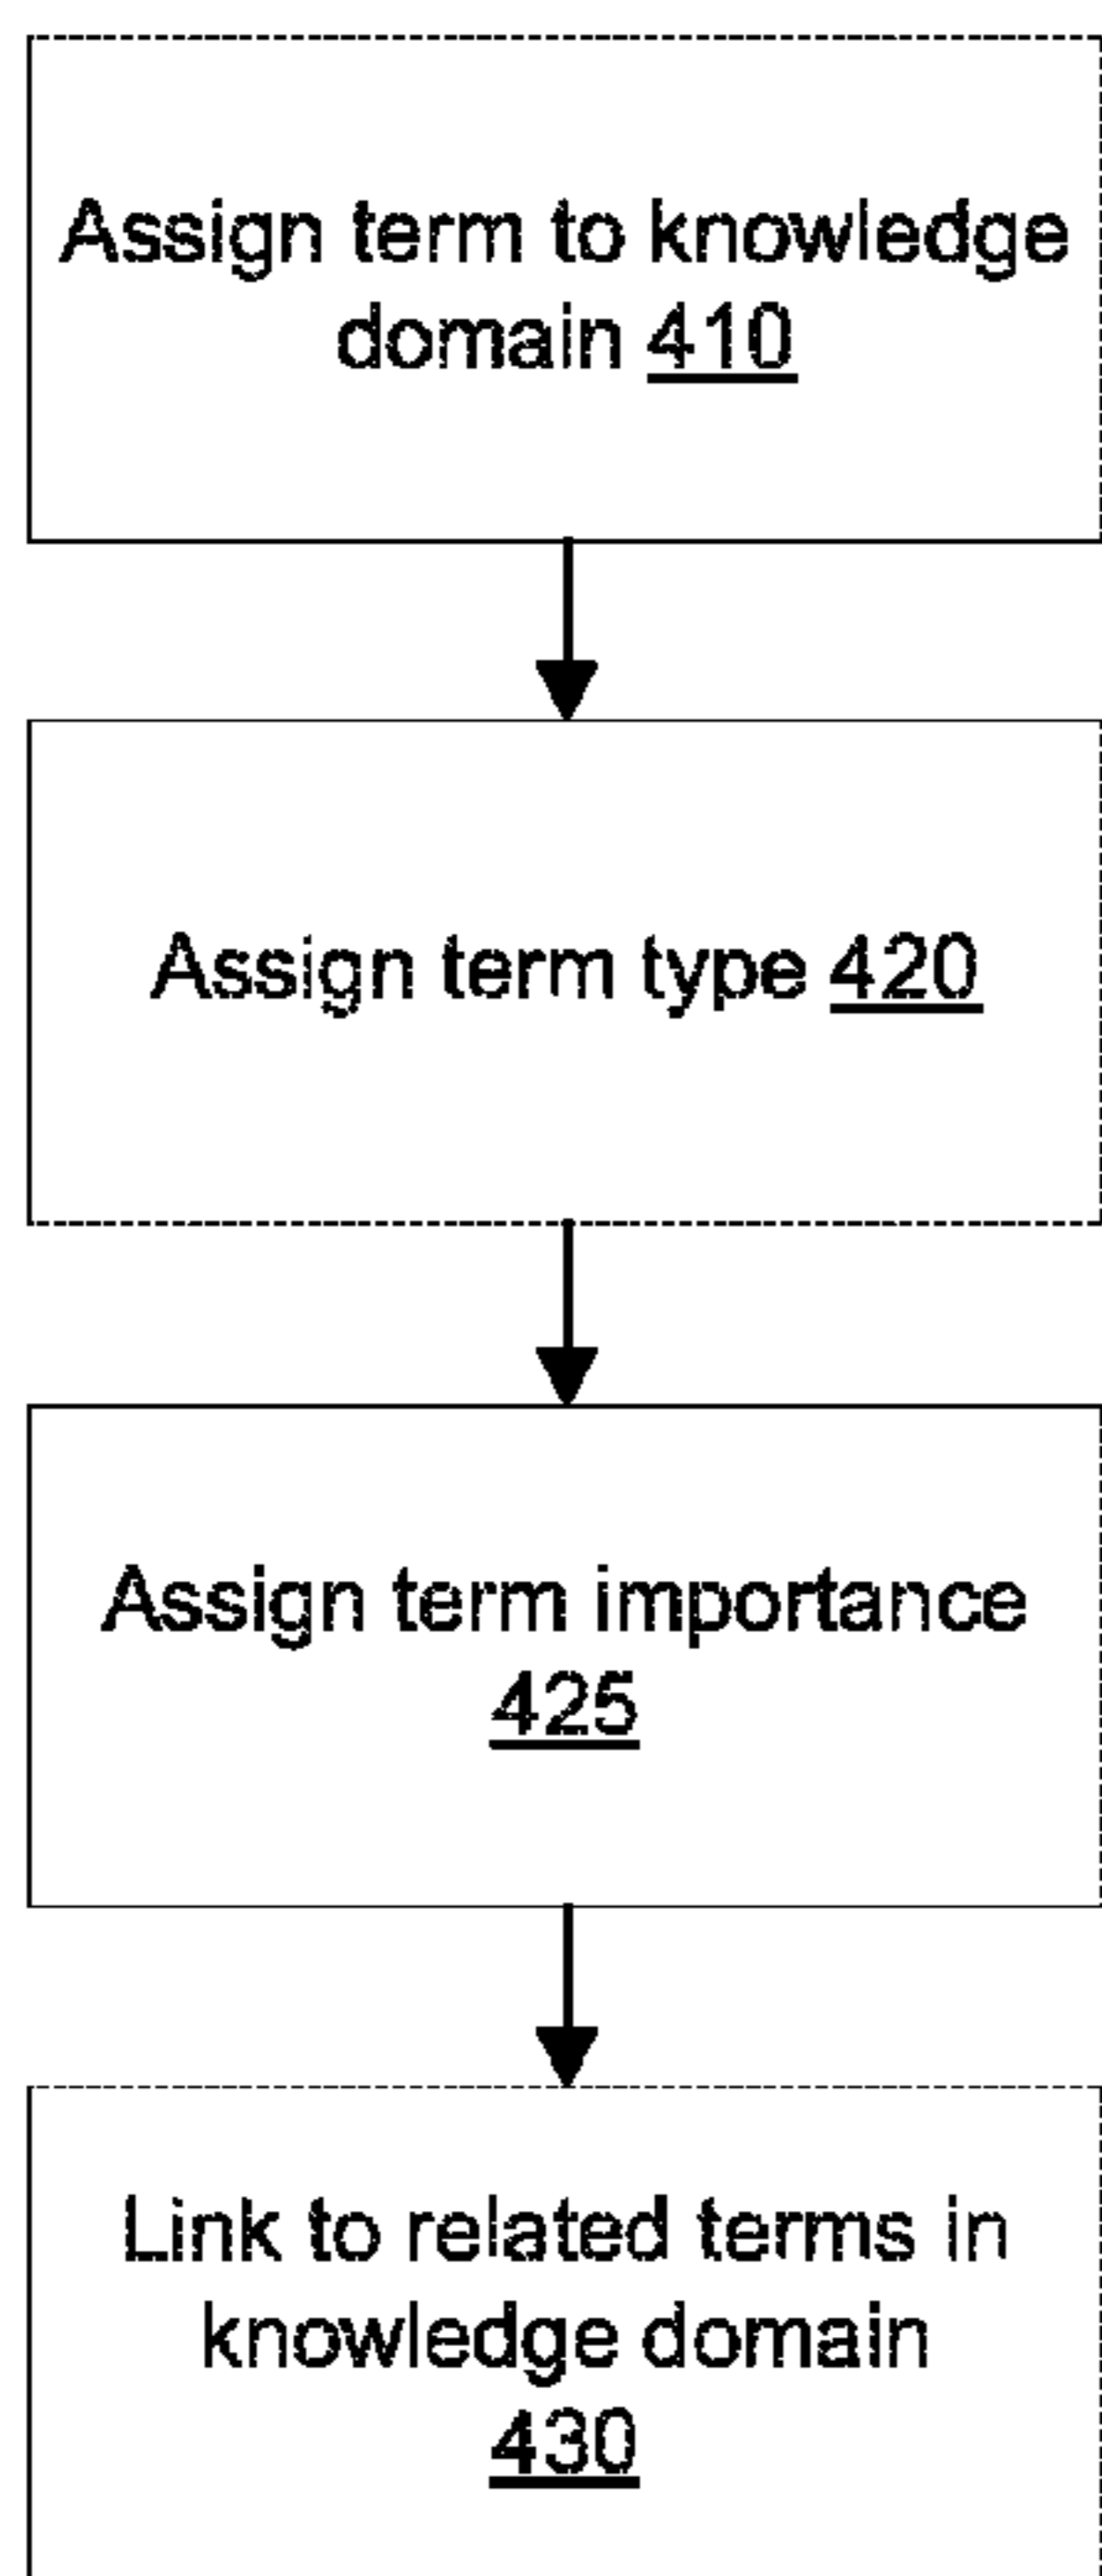 Assign term to knowledge
domain 410
Assign term type 420
Assign term importance
425
Link to related terms in
knowledge domain
430